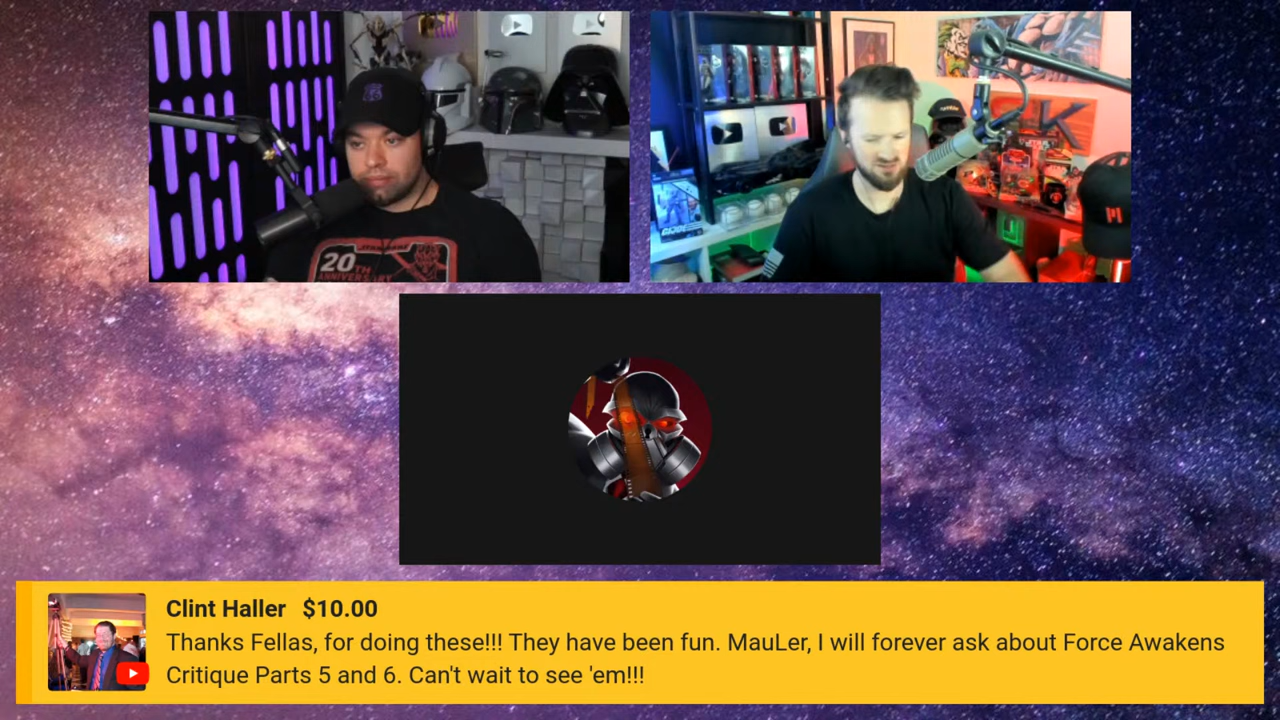 20TH
ANNIVERSARY
K
Clint Haller $10.00
Thanks Fellas, for doing these!!! They have been fun. MauLer, I will forever ask about Force Awakens
Critique Parts 5 and 6. Can't wait to see 'em!!!